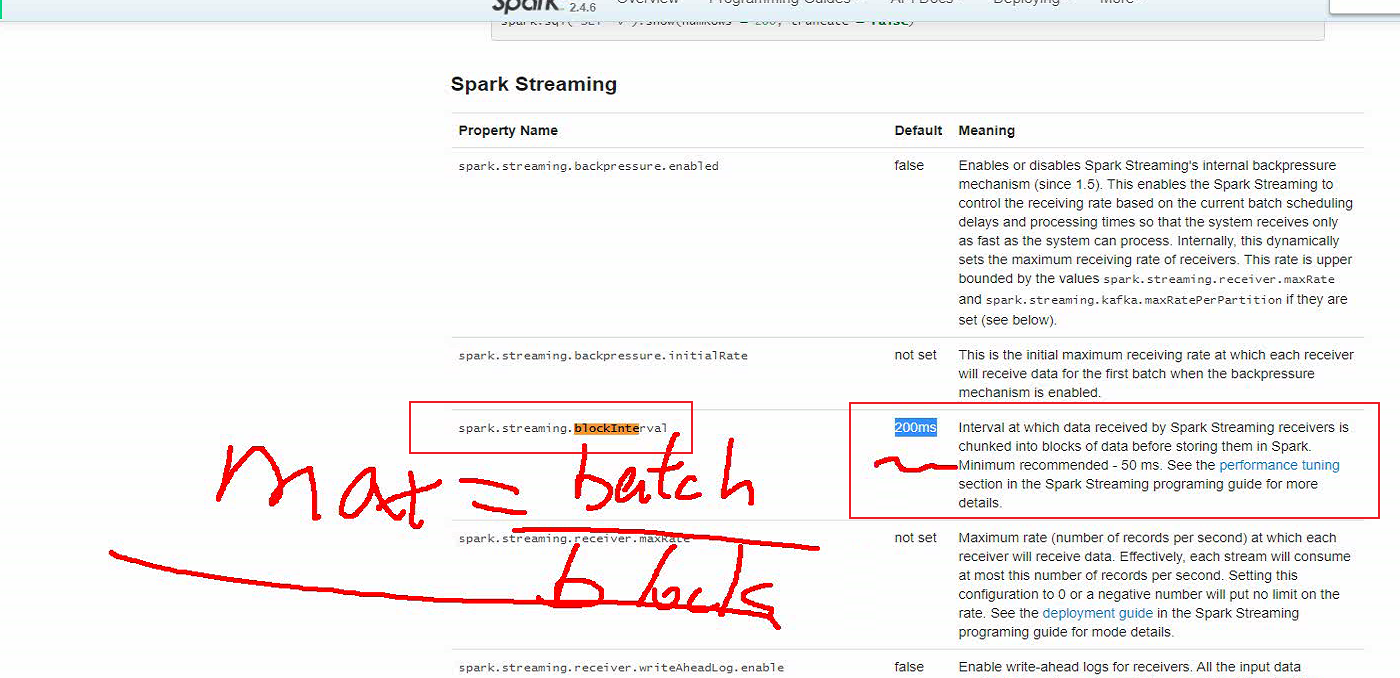 Spark 2.4.6 Overview Programming Guides API Docs Deploying More
spark.sql("SET -v").show(numRows = 200, truncate = False)
Spark Streaming
Property Name Default Meaning
spark.streaming.backpressure.enabled false Enables or disables Spark Streaming's internal backpressure
mechanism (since 1.5). This enables the Spark Streaming to
control the receiving rate based on the current batch scheduling
delays and processing times so that the system receives only
as fast as the system can process. Internally, this dynamically
sets the maximum receiving rate of receivers. This rate is upper
bounded by the values spark.streaming.receiver.maxRate
and spark.streaming.kafka.maxRatePerPartition if they are
set (see below).
spark.streaming.backpressure.initialRate not set This is the initial maximum receiving rate at which each receiver
will receive data for the first batch when the backpressure
mechanism is enabled.
spark.streaming.blockInterval 200ms Interval at which data received by Spark Streaming receivers is
chunked into blocks of data before storing them in Spark.
Minimum recommended - 50 ms. See the performance tuning
section in the Spark Streaming programing guide for more
details.
max = batch
block
spark.streaming.receiver.maxRate not set Maximum rate (number of records per second) at which each
receiver will receive data. Effectively, each stream will consume
at most this number of records per second. Setting this
configuration to 0 or a negative number will put no limit on the
rate. See the deployment guide in the Spark Streaming
programing guide for mode details.
spark.streaming.receiver.writeAheadLog.enable false Enable write-ahead logs for receivers. All the input data